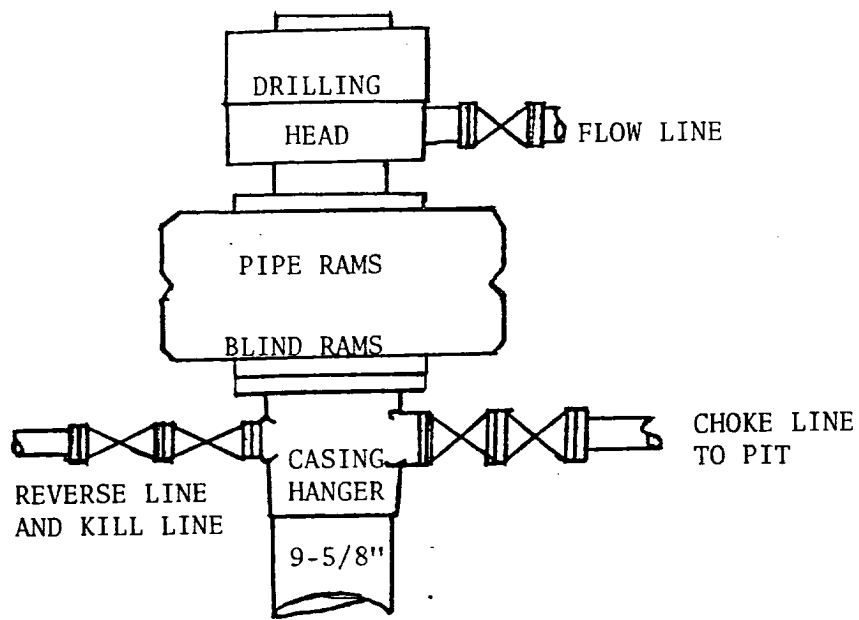 DRILLING
HEAD
FLOW LINE
PIPE RAMS
BLIND RAMS
CHOKE LINE
TO PIT
CASING
HANGER
REVERSE LINE
AND KILL LINE
9-5/8"